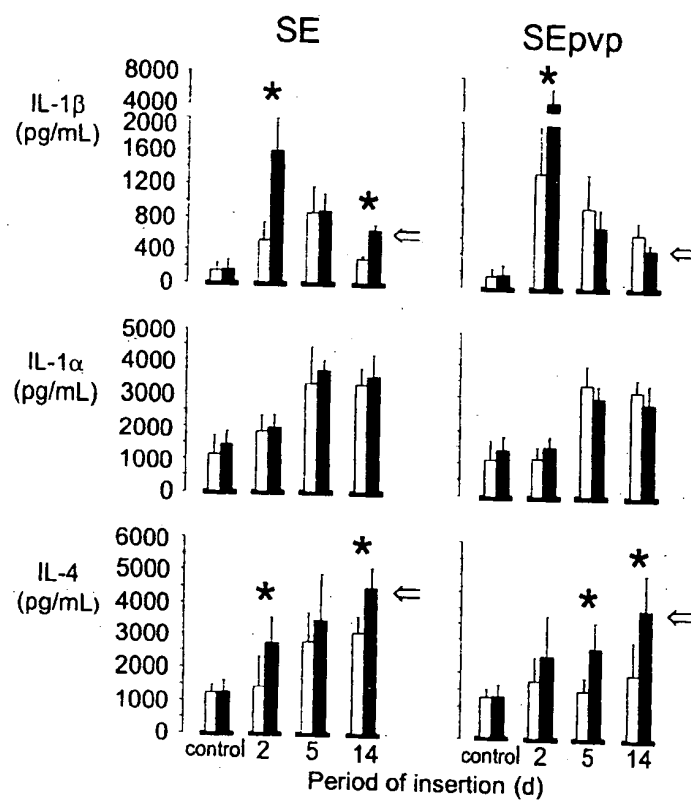 SE
SEpvp
IL-1β
(pg/mL)
8000
4000
2000
1600
1200
800
400
0
*
*
⇐
*
⇐
IL-1α
(pg/mL)
5000
4000
3000
2000
1000
0
IL-4
(pg/mL)
6000
5000
4000
3000
2000
1000
0
*
*
⇐
*
*
⇐
control 2 5 14
control 2 5 14
Period of insertion (d)